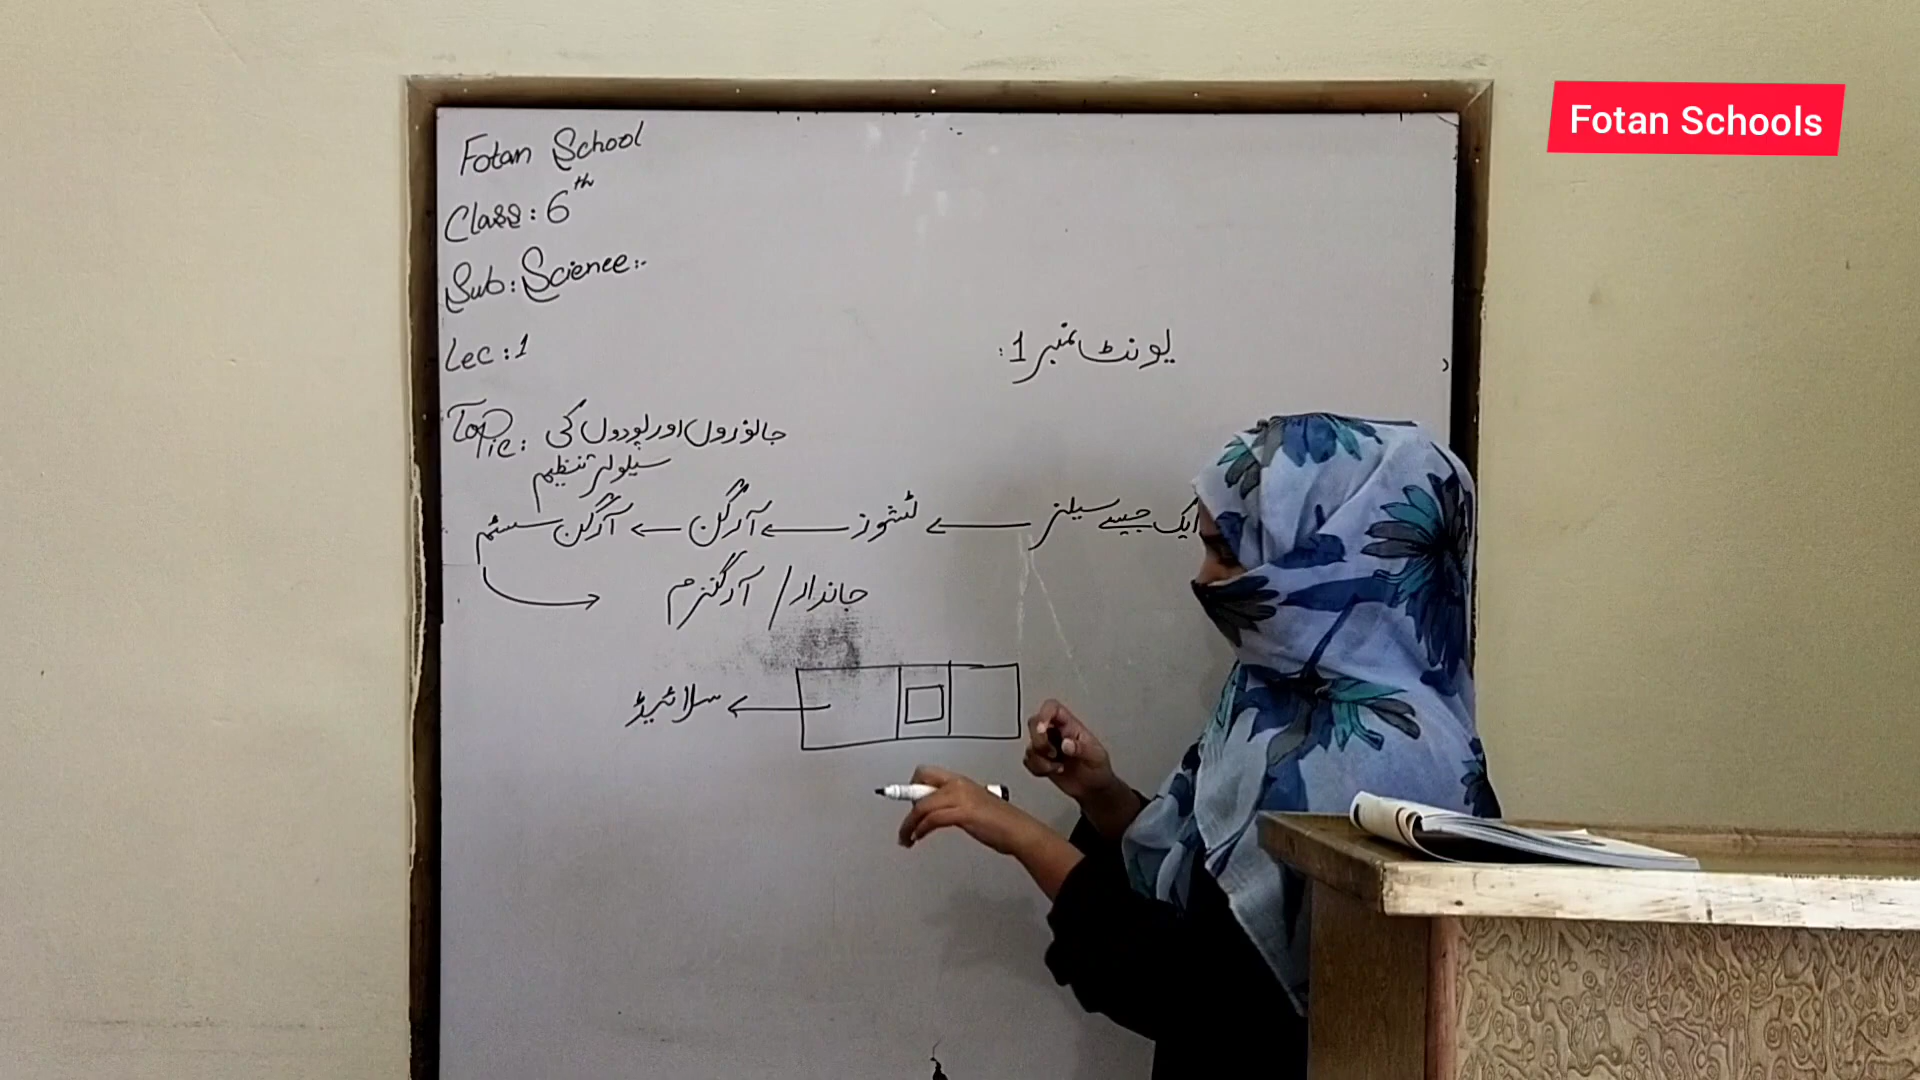 Fotan Schools
Fotan School
Class: 6th
Sub: Science:-
Lec: 1
یونٹ نمبر 1:
Topic: جانوروں اور پودوں کی
سیلولر تنظیم
ایک جیسے سیلز ← ٹشوز ← آرگن ← آرگن سسٹم
جاندار / آرگنزم
سلائیڈ